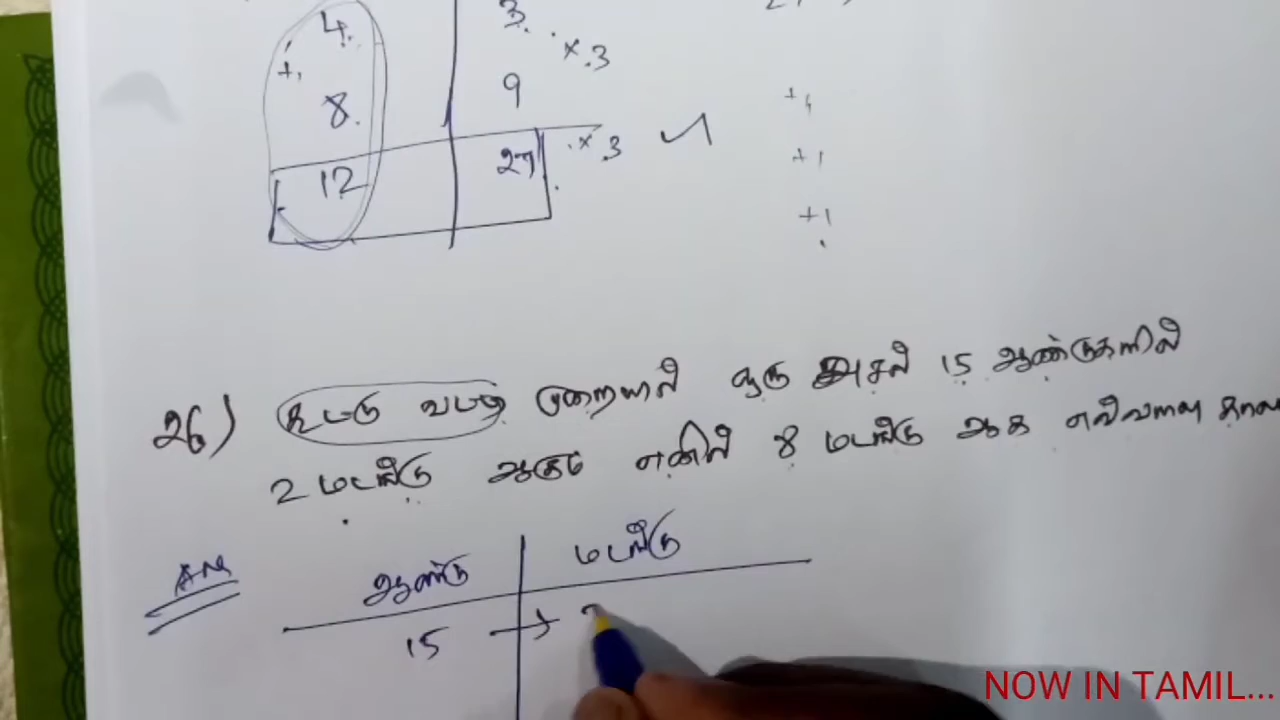 4 3
+ × 3
8 9
× 3
12 27
+1
+1
+1
26) கூட்டு வட்டி முறையில் ஒரு அசல் 15 ஆண்டுகளில்
2 மடங்கு ஆகும் எனில் 8 மடங்கு ஆக எவ்வளவு
Ans
ஆண்டு மடங்கு
15 →
NOW IN TAMIL...